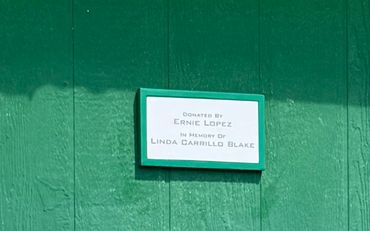 Donated By
Ernie Lopez
In Memory Of
Linda Carrillo Blake